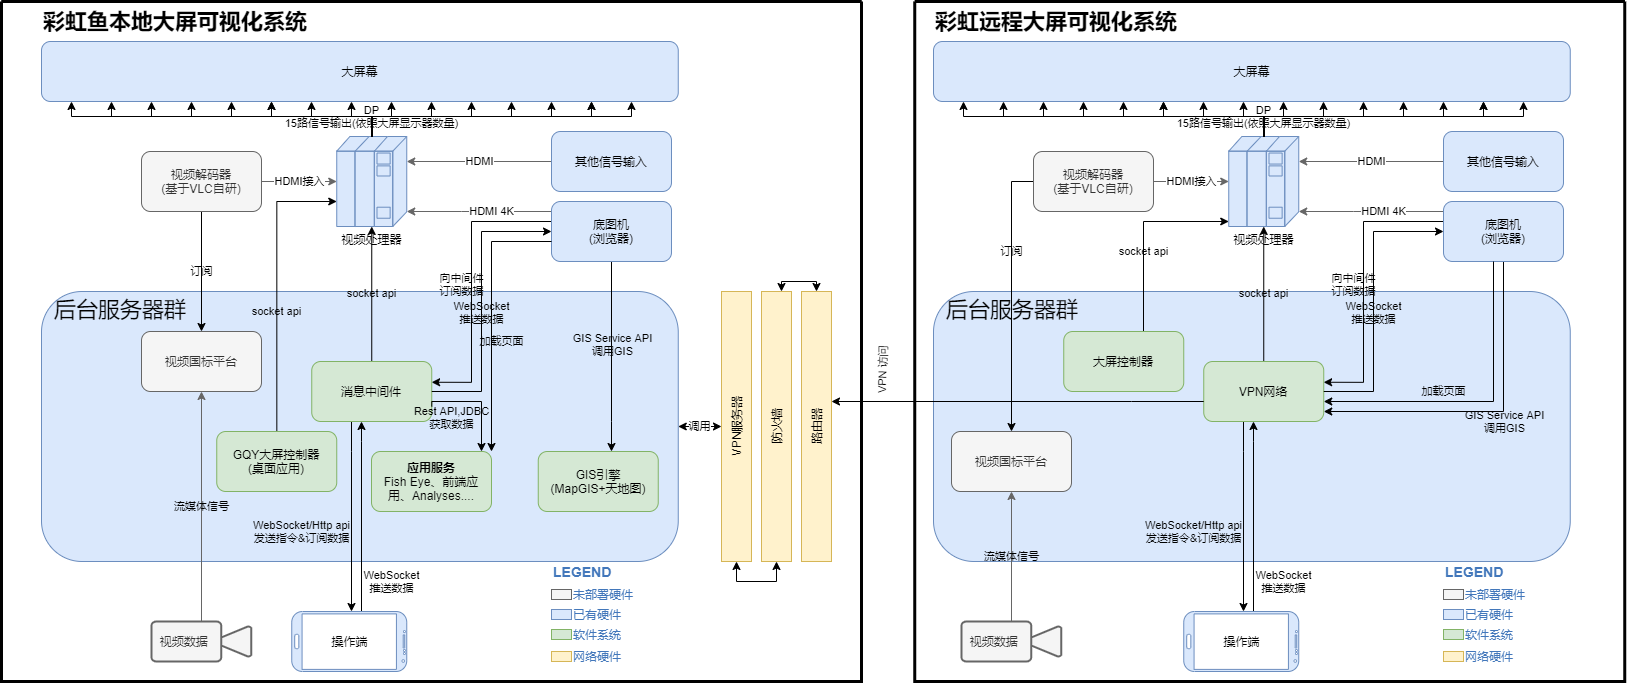 彩虹鱼本地大屏可视化系统
大屏幕
DP
15路信号输出(依照大屏显示器数量)
视频解码器
(基于VLC自研)
HDMI接入
HDMI
其他信号输入
HDMI 4K
底图机
(浏览器)
视频处理器
订阅
socket api
socket api
向中间件
订阅数据
WebSocket
推送数据
加载页面
GIS Service API
调用GIS
后台服务器群
视频国标平台
消息中间件
Rest API,JDBC
获取数据
GQY大屏控制器
(桌面应用)
应用服务
Fish Eye、前端应
用、Analyses....
GIS引擎
(MapGIS+天地图)
流媒体信号
WebSocket/Http api
发送指令&订阅数据
WebSocket
推送数据
视频数据
操作端
LEGEND
未部署硬件
已有硬件
软件系统
网络硬件
调用
VPN服务器
防火墙
路由器
VPN 访问
彩虹远程大屏可视化系统
大屏幕
DP
15路信号输出(依照大屏显示器数量)
视频解码器
(基于VLC自研)
HDMI接入
HDMI
其他信号输入
HDMI 4K
底图机
(浏览器)
视频处理器
订阅
socket api
socket api
向中间件
订阅数据
WebSocket
推送数据
后台服务器群
大屏控制器
VPN网络
加载页面
GIS Service API
调用GIS
视频国标平台
流媒体信号
WebSocket/Http api
发送指令&订阅数据
WebSocket
推送数据
视频数据
操作端
LEGEND
未部署硬件
已有硬件
软件系统
网络硬件